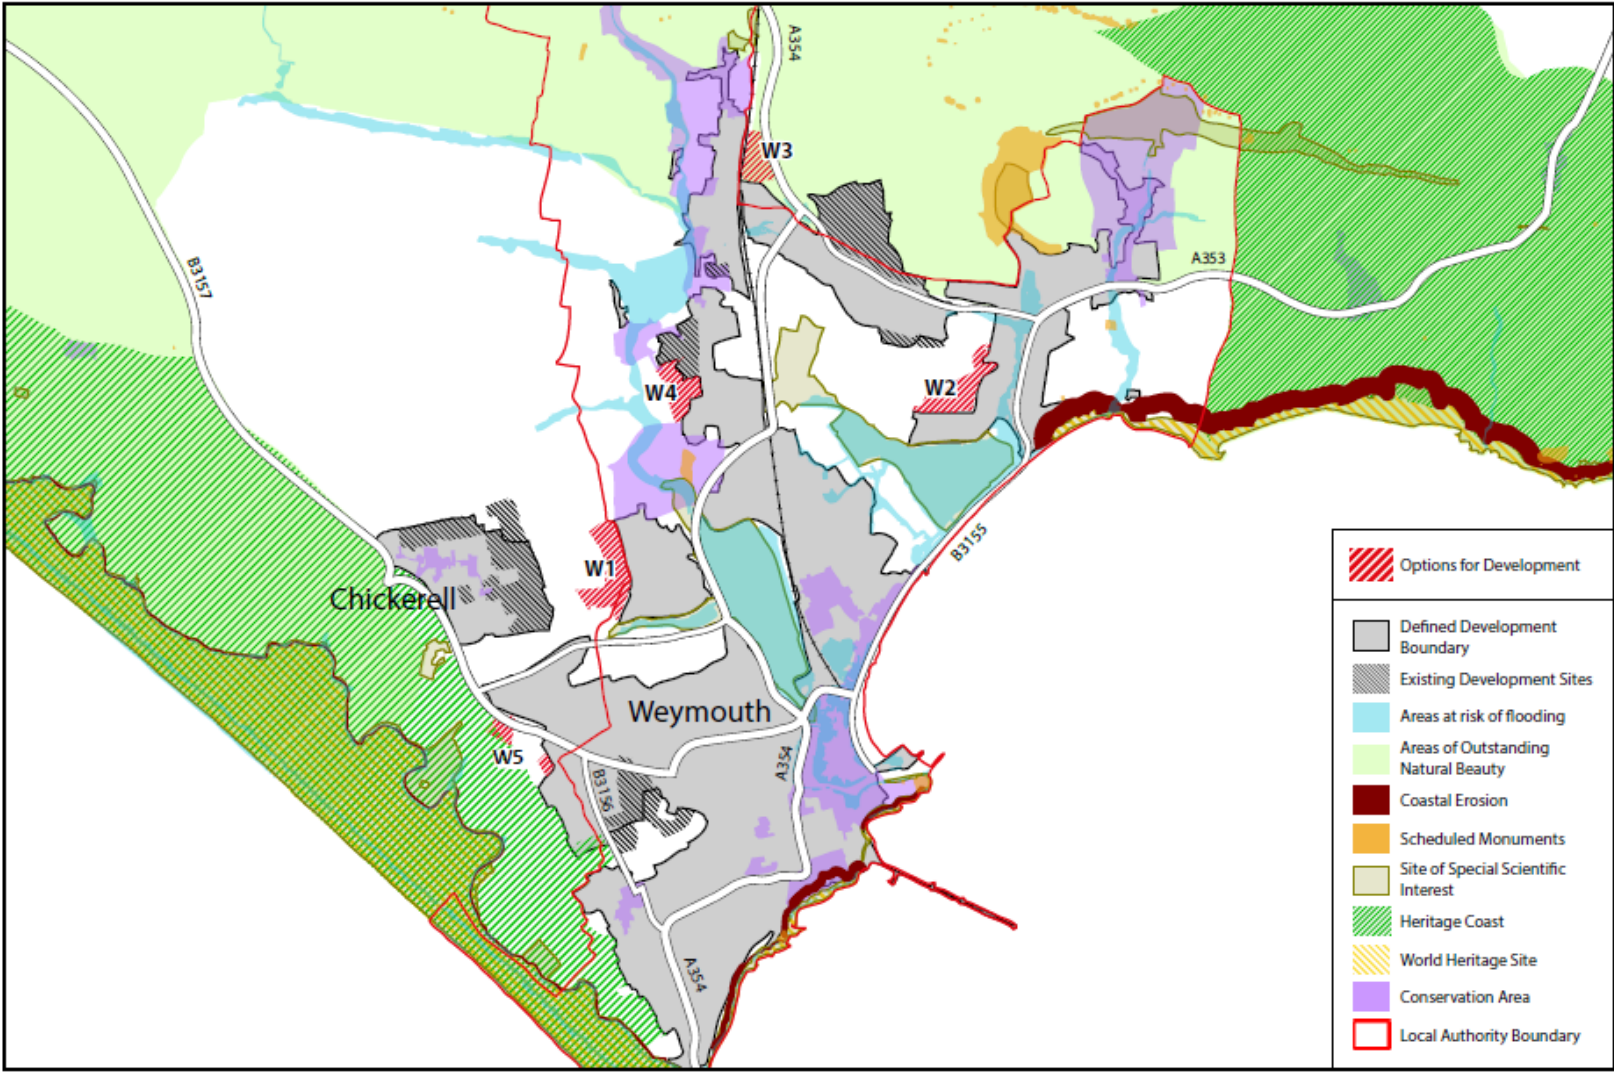 A354
W3
A353
B3157
W2
W4
B3155
W1
Chickerell
Weymouth
W5
A354
B3156
A354
Options for Development
Defined Development
Boundary
Existing Development Sites
Areas at risk of flooding
Areas of Outstanding
Natural Beauty
Coastal Erosion
Scheduled Monuments
Site of Special Scientific
Interest
Heritage Coast
World Heritage Site
Conservation Area
Local Authority Boundary